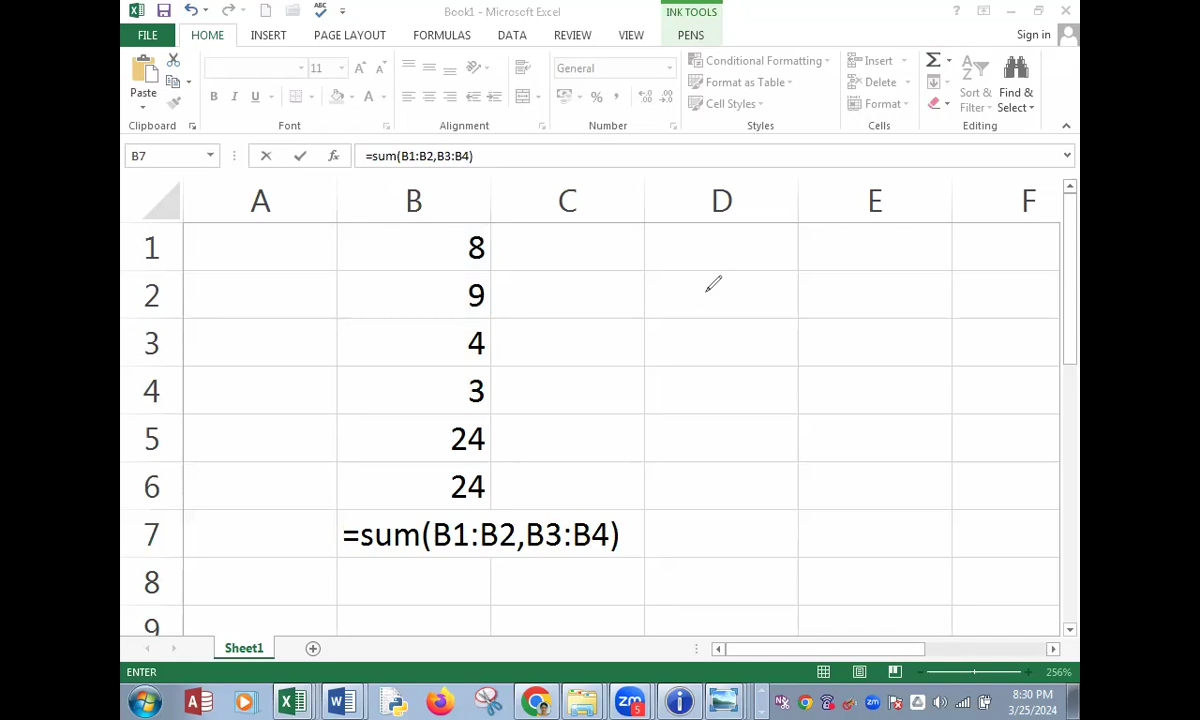 Book1 - Microsoft Excel
INK TOOLS
Sign in
FILE HOME INSERT PAGE LAYOUT FORMULAS DATA REVIEW VIEW PENS
ABC
Paste
11
General
Conditional Formatting
Format as Table
Cell Styles
Insert
Delete
Format
Sort &
Filter
Find &
Select
Clipboard Font Alignment Number Styles Cells Editing
B7
=sum(B1:B2,B3:B4)
A B C D E F
1 8
2 9
3 4
4 3
5 24
6 24
7 =sum(B1:B2,B3:B4)
8
9
Sheet1
ENTER
256%
8:30 PM
3/25/2024